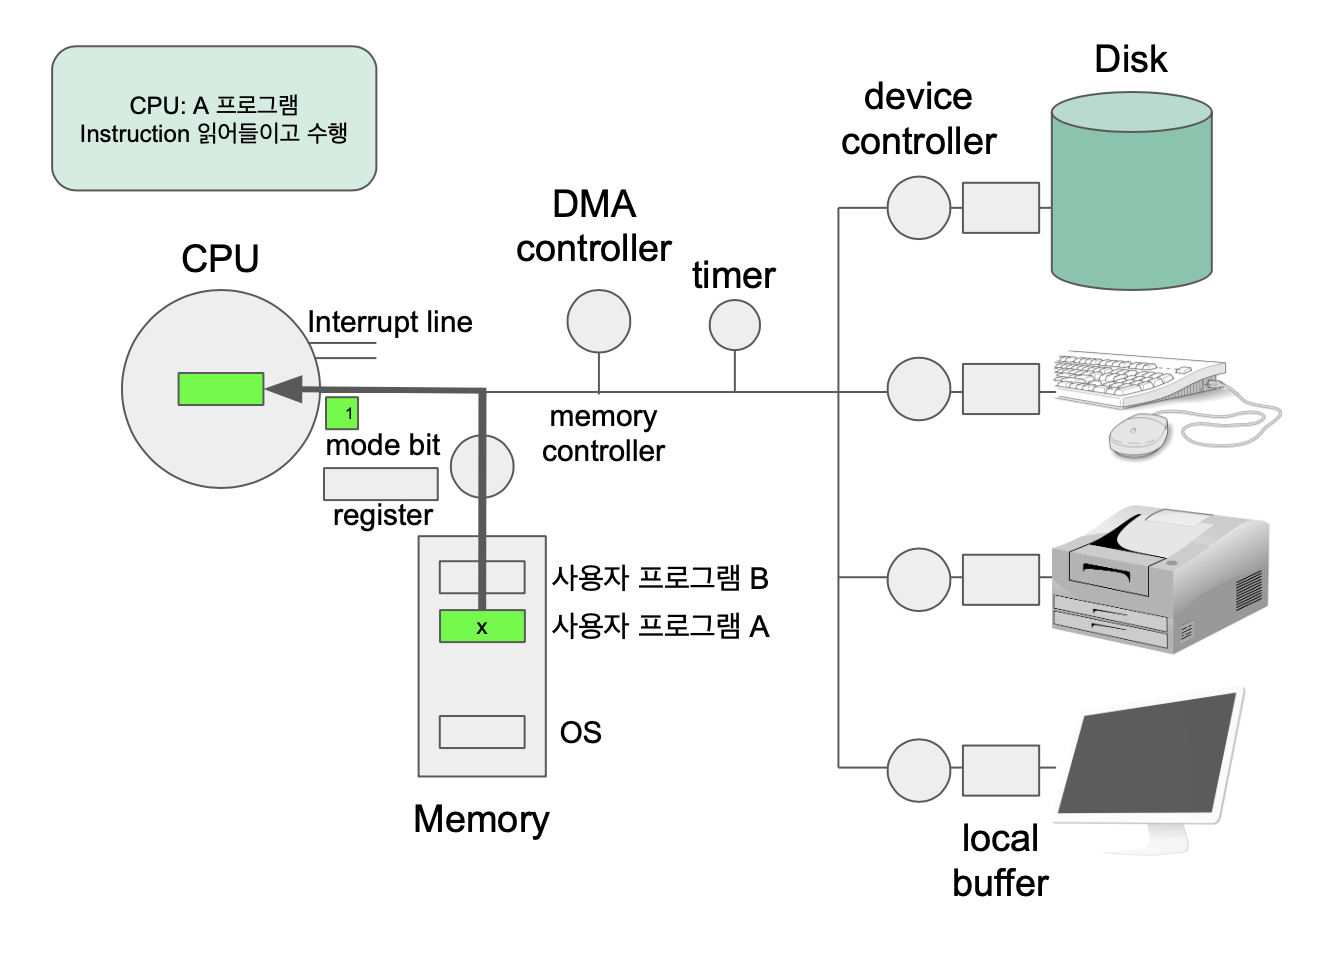 CPU: A 프로그램
Instruction 읽어들이고 수행
Disk
device
controller
DMA
controller
CPU
timer
Interrupt line
1
mode bit
memory
controller
register
사용자 프로그램 B
x
사용자 프로그램 A
OS
Memory
local
buffer